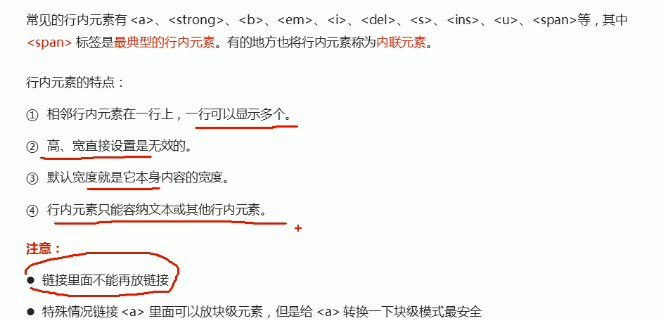 常见的行内元素有 <a>、<strong>、<b>、<em>、<i>、<del>、<s>、<ins>、<u>、<span>等，其中
<span> 标签是最典型的行内元素。有的地方也将行内元素称为内联元素。
行内元素的特点：
① 相邻行内元素在一行上，一行可以显示多个。
② 高、宽直接设置是无效的。
③ 默认宽度就是它本身内容的宽度。
④ 行内元素只能容纳文本或其他行内元素。
注意：
● 链接里面不能再放链接
● 特殊情况链接 <a> 里面可以放块级元素，但是给 <a> 转换一下块级模式最安全